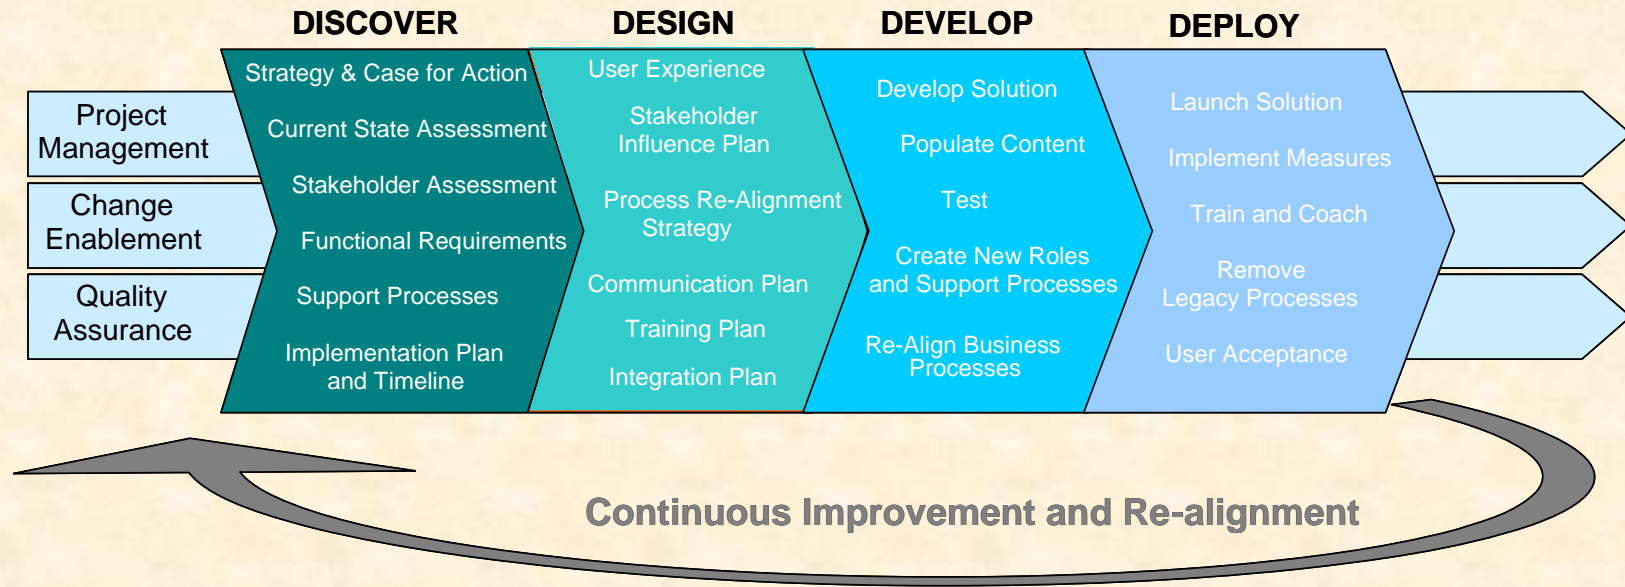 DISCOVER
DESIGN
DEVELOP
DEPLOY
Project
Management
Change
Enablement
Quality
Assurance
Strategy & Case for Action
Current State Assessment
Stakeholder Assessment
Functional Requirements
Support Processes
Implementation Plan
and Timeline
User Experience
Stakeholder
Influence Plan
Process Re-Alignment
Strategy
Communication Plan
Training Plan
Integration Plan
Develop Solution
Populate Content
Test
Create New Roles
and Support Processes
Re-Align Business
Processes
Launch Solution
Implement Measures
Train and Coach
Remove
Legacy Processes
User Acceptance
Continuous Improvement and Re-alignment